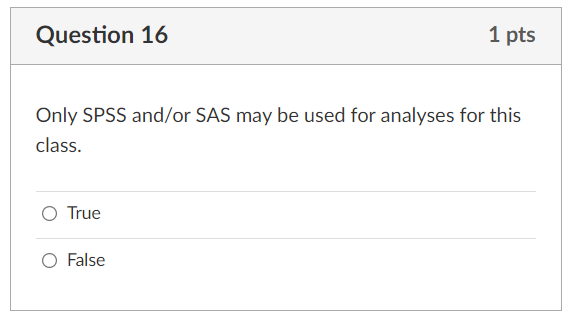 Question 16
1 pts
Only SPSS and/or SAS may be used for analyses for this
class.
True
False